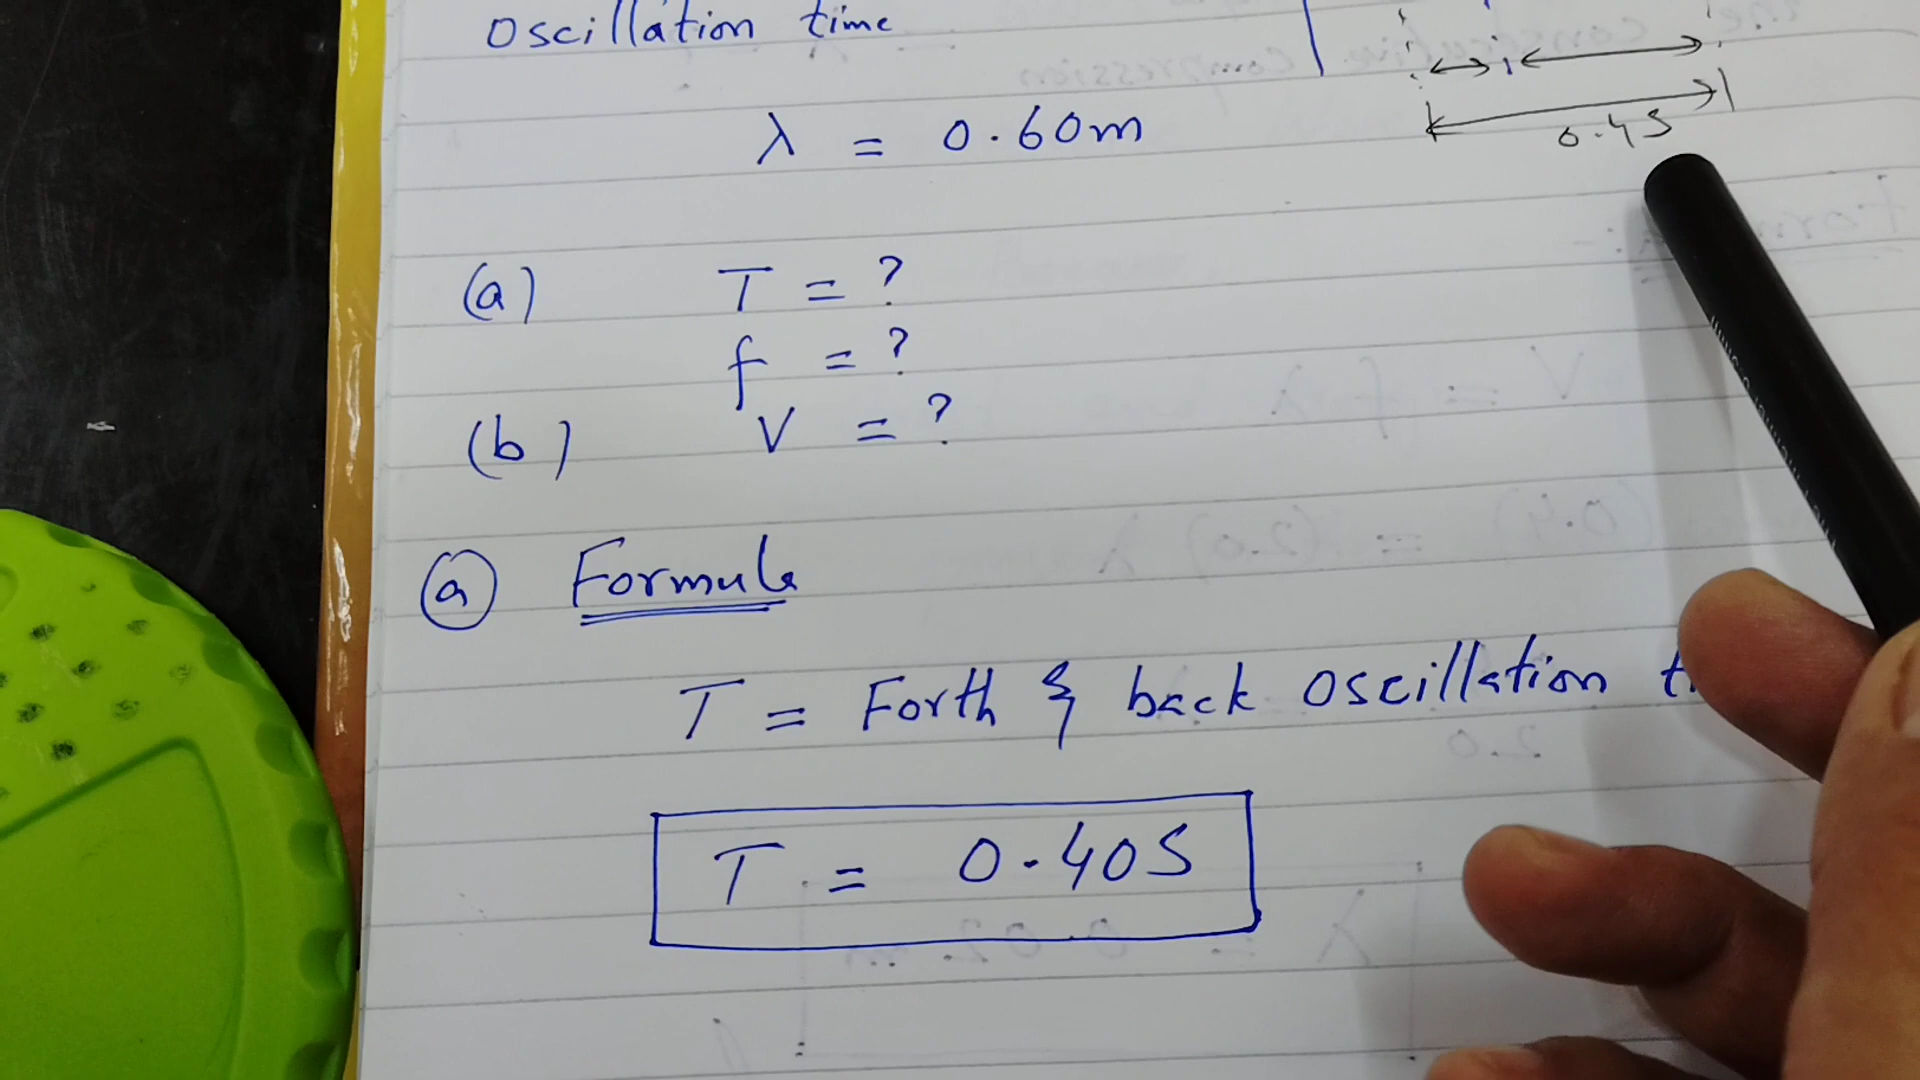 Oscillation time
λ = 0.60m
0.4S
(a) T = ?
f = ?
(b) V = ?
(a) Formula
T = Forth & back oscillation
T = 0.40S